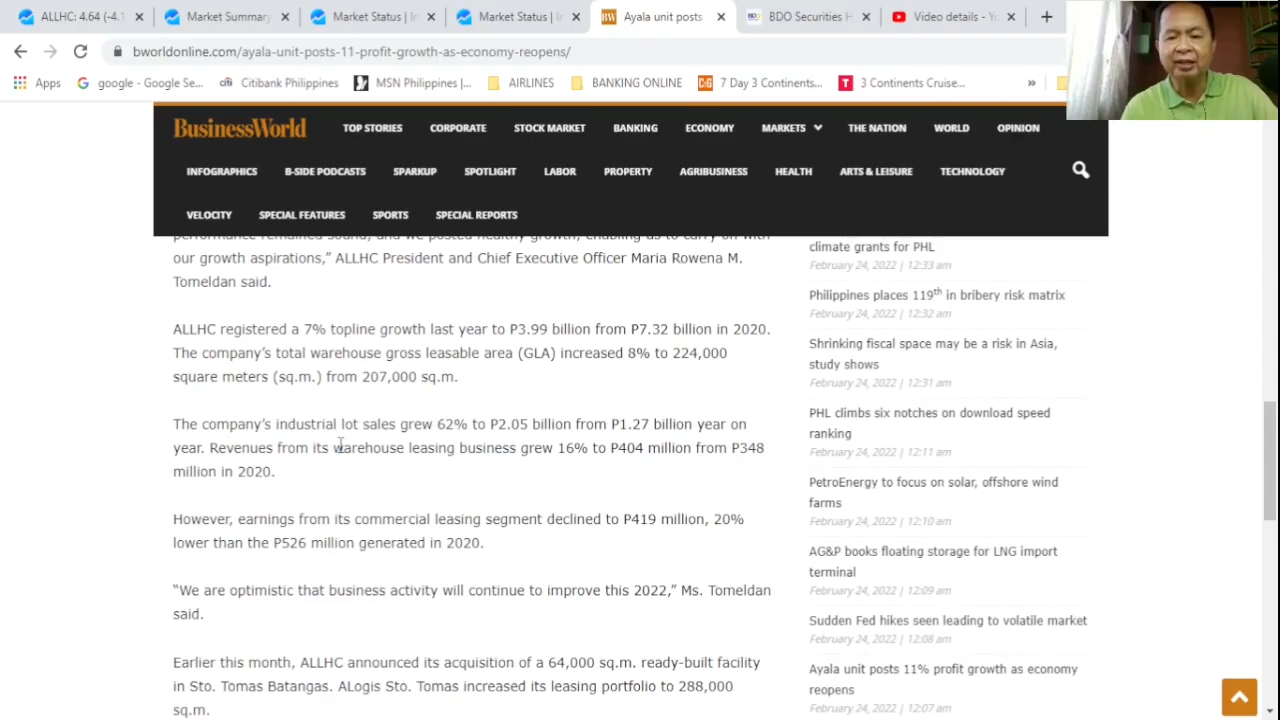 ALLHC: 4.64 (-4.1
Market Summary
Market Status | In
Market Status | In
Ayala unit posts
BDO Securities H
Video details - Yo
bworldonline.com/ayala-unit-posts-11-profit-growth-as-economy-reopens/
Apps
google - Google Se...
Citibank Philippines
MSN Philippines |...
AIRLINES
BANKING ONLINE
7 Day 3 Continents...
3 Continents Cruise...
»
BusinessWorld
TOP STORIES
CORPORATE
STOCK MARKET
BANKING
ECONOMY
MARKETS
THE NATION
WORLD
OPINION
INFOGRAPHICS
B-SIDE PODCASTS
SPARKUP
SPOTLIGHT
LABOR
PROPERTY
AGRIBUSINESS
HEALTH
ARTS & LEISURE
TECHNOLOGY
VELOCITY
SPECIAL FEATURES
SPORTS
SPECIAL REPORTS
performance remained sound, and we posted healthy growth, enabling us to carry on with
our growth aspirations,” ALLHC President and Chief Executive Officer Maria Rowena M.
Tomeldan said.
ALLHC registered a 7% topline growth last year to P3.99 billion from P7.32 billion in 2020.
The company’s total warehouse gross leasable area (GLA) increased 8% to 224,000
square meters (sq.m.) from 207,000 sq.m.
The company’s industrial lot sales grew 62% to P2.05 billion from P1.27 billion year on
year. Revenues from its warehouse leasing business grew 16% to P404 million from P348
million in 2020.
However, earnings from its commercial leasing segment declined to P419 million, 20%
lower than the P526 million generated in 2020.
“We are optimistic that business activity will continue to improve this 2022,” Ms. Tomeldan
said.
Earlier this month, ALLHC announced its acquisition of a 64,000 sq.m. ready-built facility
in Sto. Tomas Batangas. ALogis Sto. Tomas increased its leasing portfolio to 288,000
sq.m.
climate grants for PHL
February 24, 2022 | 12:33 am
Philippines places 119th in bribery risk matrix
February 24, 2022 | 12:32 am
Shrinking fiscal space may be a risk in Asia,
study shows
February 24, 2022 | 12:31 am
PHL climbs six notches on download speed
ranking
February 24, 2022 | 12:11 am
PetroEnergy to focus on solar, offshore wind
farms
February 24, 2022 | 12:10 am
AG&P books floating storage for LNG import
terminal
February 24, 2022 | 12:09 am
Sudden Fed hikes seen leading to volatile market
February 24, 2022 | 12:08 am
Ayala unit posts 11% profit growth as economy
reopens
February 24, 2022 | 12:07 am